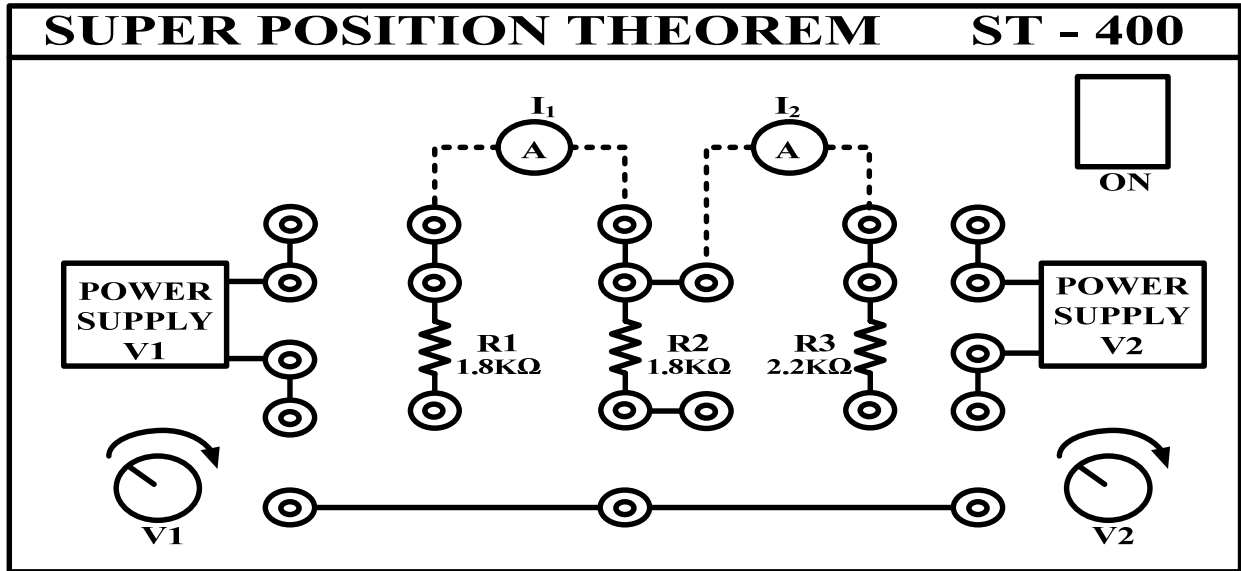 SUPER POSITION THEOREM ST - 400
I₁
I₂
A
A
ON
POWER
SUPPLY
V1
POWER
SUPPLY
V2
R1
1.8KΩ
R2
1.8KΩ
R3
2.2KΩ
V1
V2